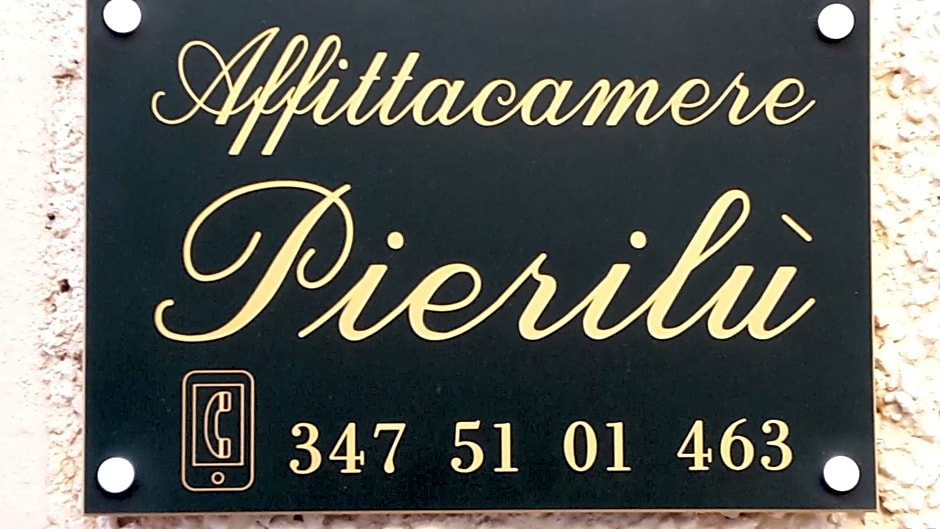 Affittacamere
Pierilù
347 51 01 463